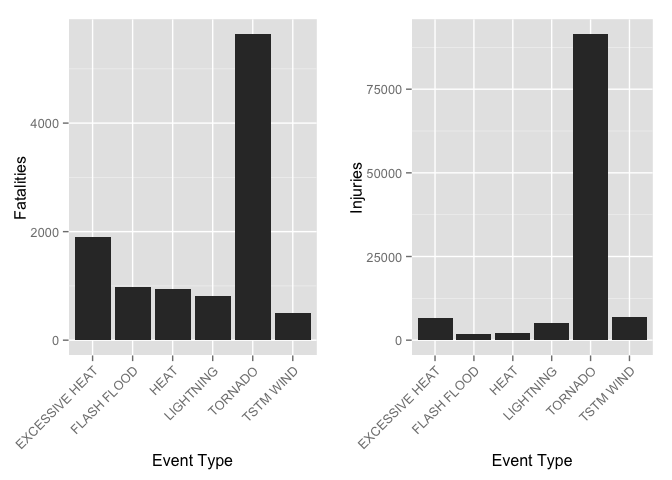 Fatalities
4000
2000
0
EXCESSIVE HEAT
FLASH FLOOD
HEAT
LIGHTNING
TORNADO
TSTM WIND
Event Type
Injuries
75000
50000
25000
0
EXCESSIVE HEAT
FLASH FLOOD
HEAT
LIGHTNING
TORNADO
TSTM WIND
Event Type